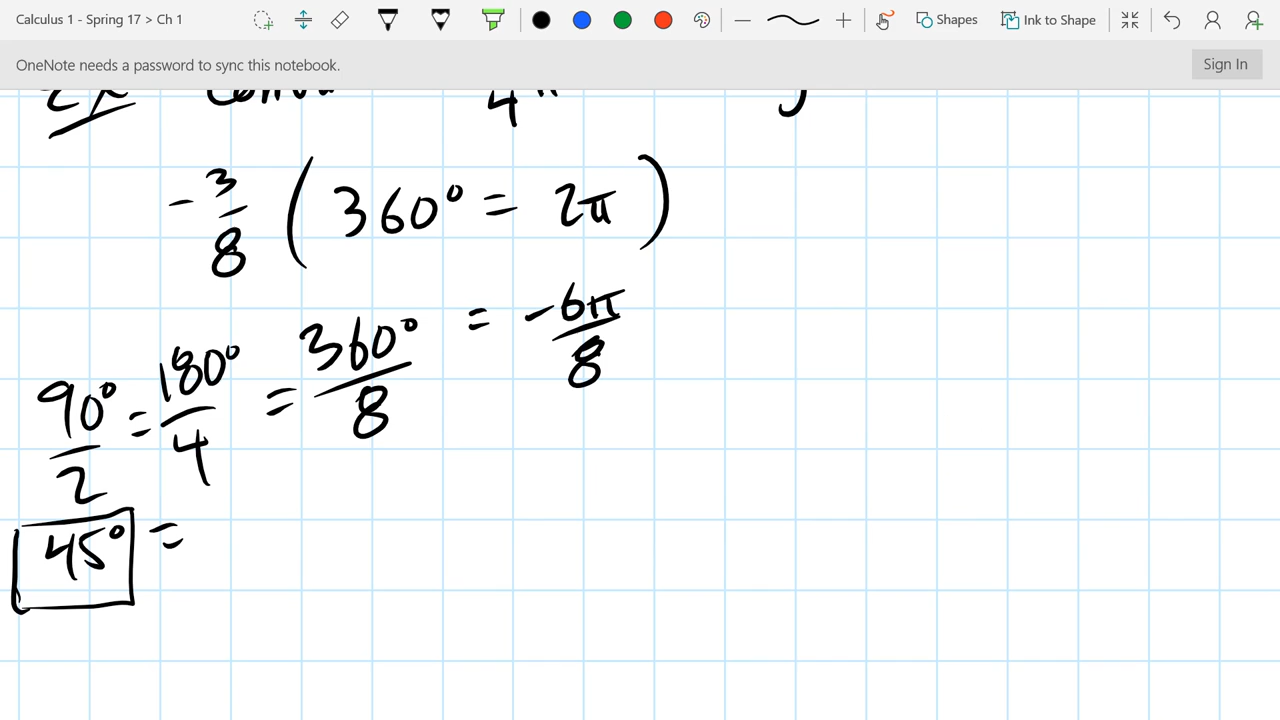 Calculus 1 - Spring 17 > Ch 1
Shapes
Ink to Shape
OneNote needs a password to sync this notebook.
Sign In
- 3/8 ( 360° = 2π )
90°/2 = 180°/4 = 360°/8 = -6π/8
45° =